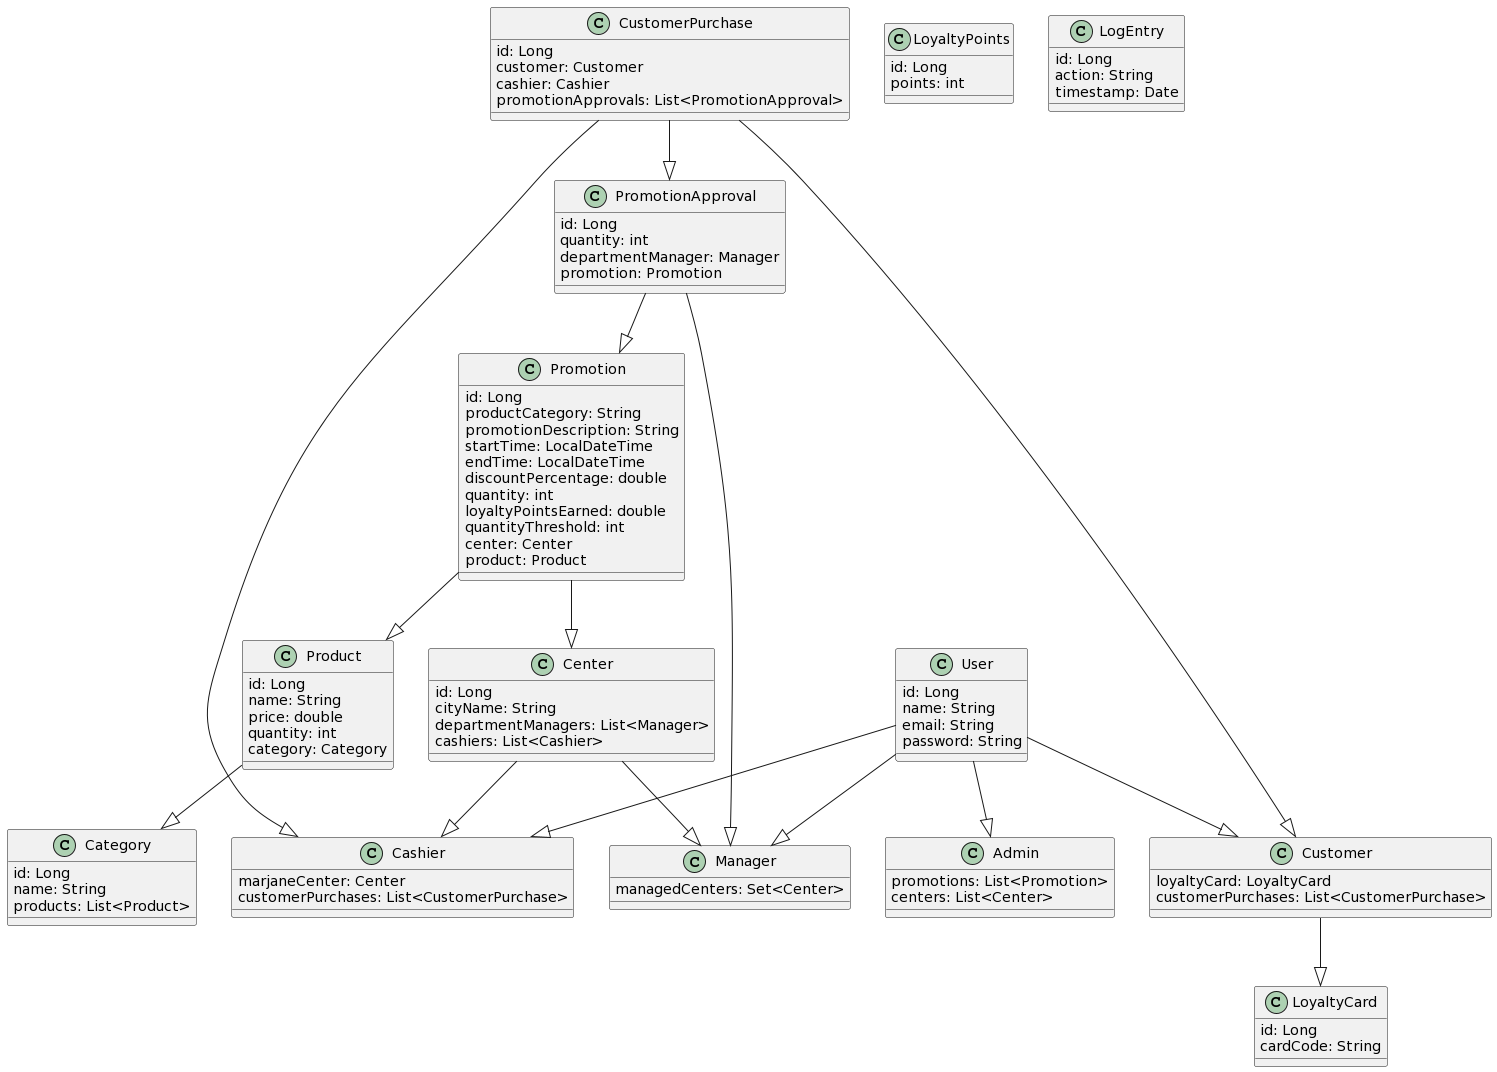 C CustomerPurchase
id: Long
customer: Customer
cashier: Cashier
promotionApprovals: List<PromotionApproval>
C LoyaltyPoints
id: Long
points: int
C LogEntry
id: Long
action: String
timestamp: Date
C PromotionApproval
id: Long
quantity: int
departmentManager: Manager
promotion: Promotion
C Promotion
id: Long
productCategory: String
promotionDescription: String
startTime: LocalDateTime
endTime: LocalDateTime
discountPercentage: double
quantity: int
loyaltyPointsEarned: double
quantityThreshold: int
center: Center
product: Product
C Product
id: Long
name: String
price: double
quantity: int
category: Category
C Center
id: Long
cityName: String
departmentManagers: List<Manager>
cashiers: List<Cashier>
C User
id: Long
name: String
email: String
password: String
C Category
id: Long
name: String
products: List<Product>
C Cashier
marjaneCenter: Center
customerPurchases: List<CustomerPurchase>
C Manager
managedCenters: Set<Center>
C Admin
promotions: List<Promotion>
centers: List<Center>
C Customer
loyaltyCard: LoyaltyCard
customerPurchases: List<CustomerPurchase>
C LoyaltyCard
id: Long
cardCode: String